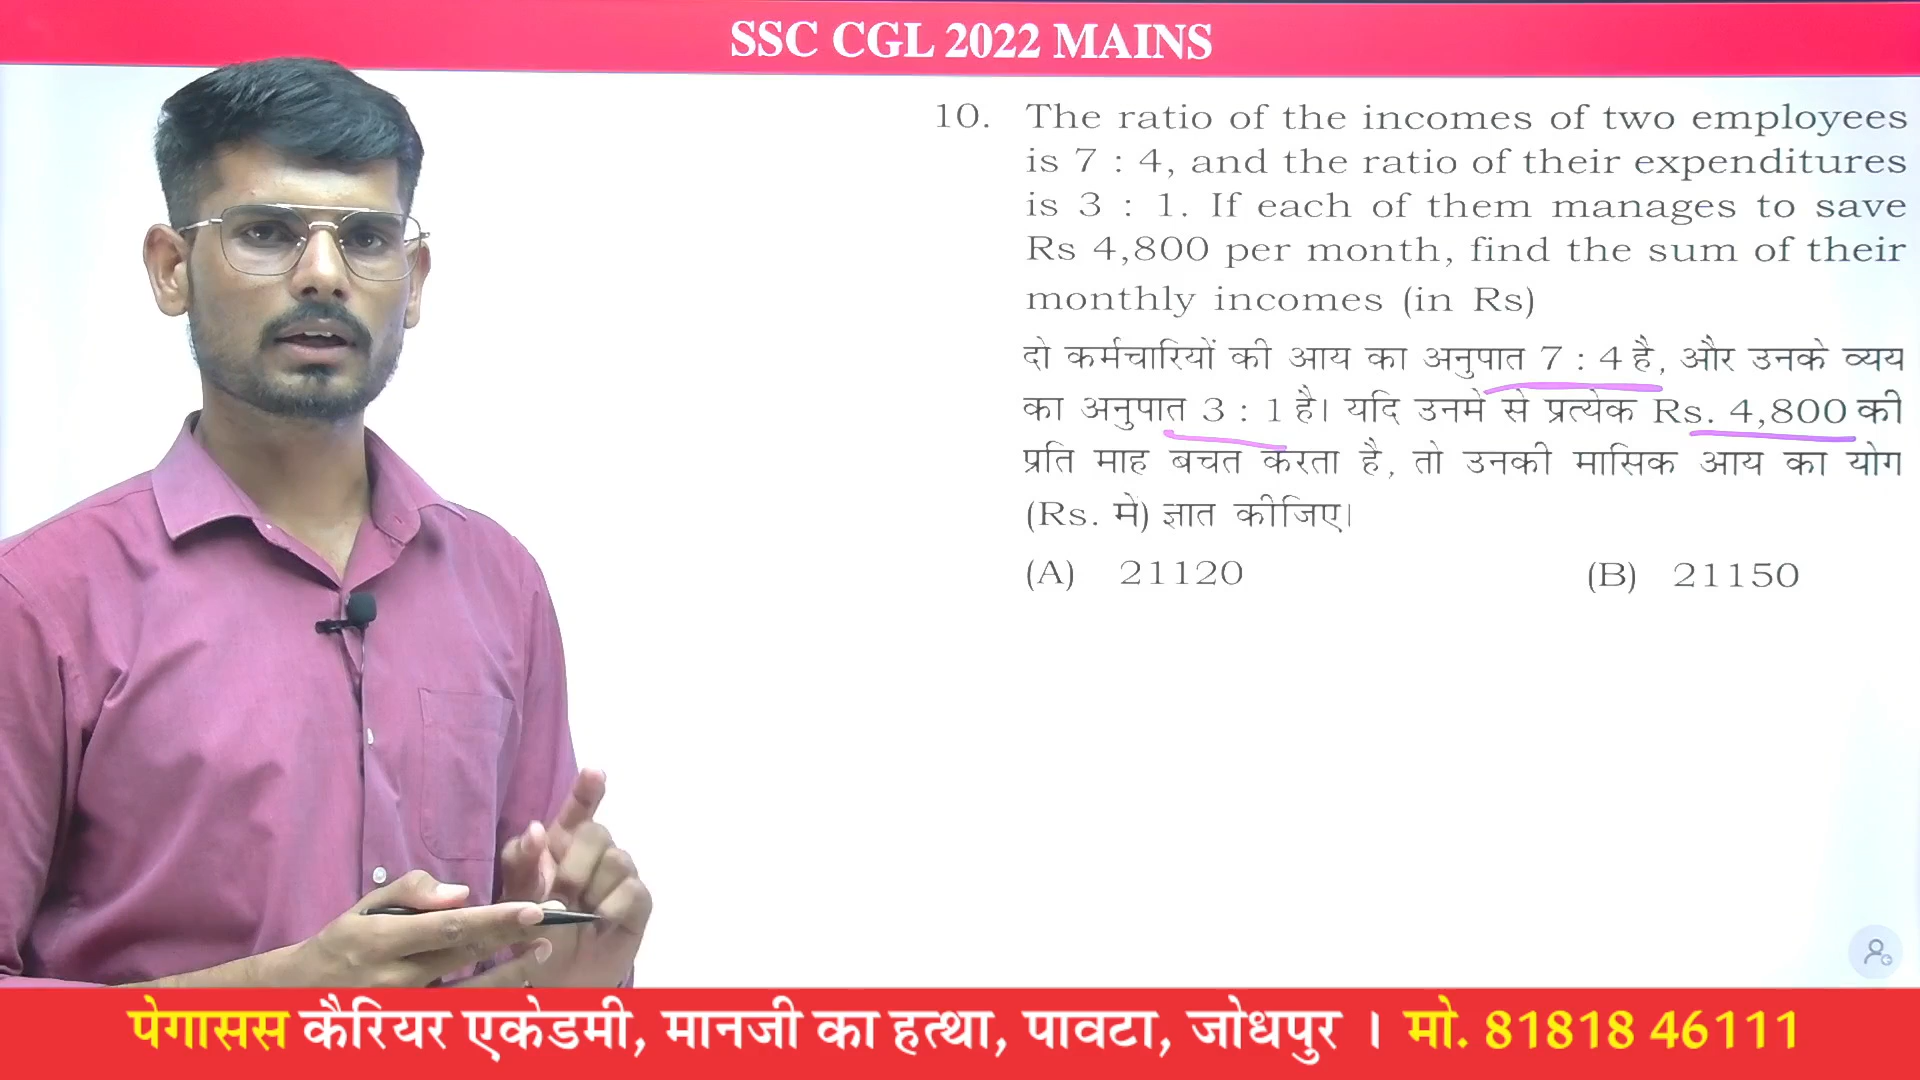 SSC CGL 2022 MAINS
10. The ratio of the incomes of two employees
is 7 : 4, and the ratio of their expenditures
is 3 : 1. If each of them manages to save
Rs 4,800 per month, find the sum of their
monthly incomes (in Rs)
दो कर्मचारियों की आय का अनुपात 7 : 4 है, और उनके व्यय
का अनुपात 3 : 1 है। यदि उनमें से प्रत्येक Rs. 4,800 की
प्रति माह बचत करता है, तो उनकी मासिक आय का योग
(Rs. में) ज्ञात कीजिए।
(A) 21120 (B) 21150
पेगासस कैरियर एकेडमी, मानजी का हत्था, पावटा, जोधपुर । मो. 81818 46111